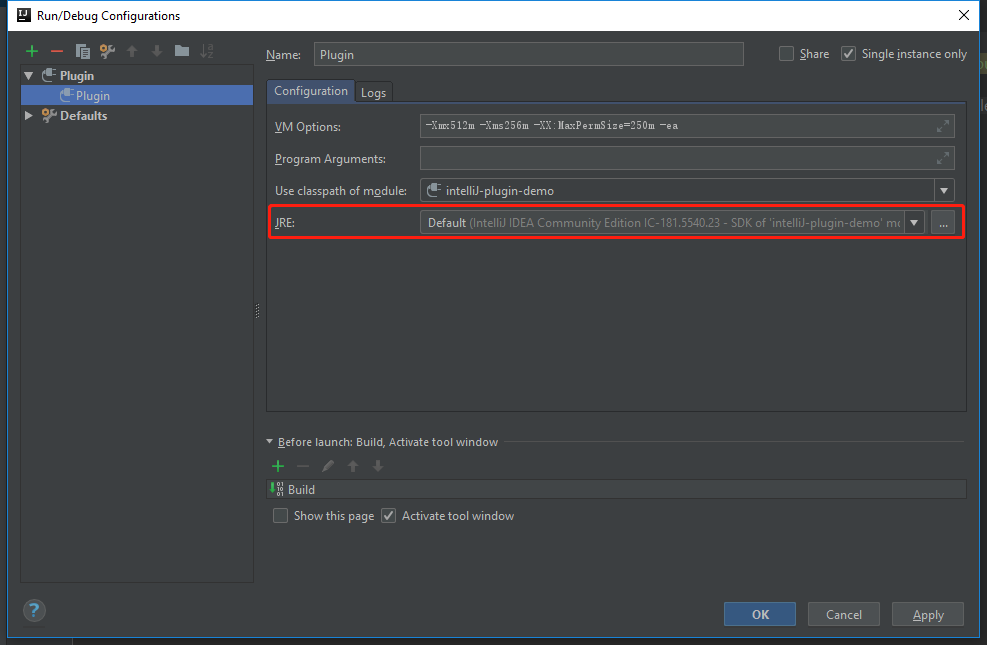 Run/Debug Configurations
Name: Plugin
Share
Single instance only
Plugin
Plugin
Defaults
Configuration
Logs
VM Options: -Xmx512m -Xms256m -XX:MaxPermSize=250m -ea
Program Arguments:
Use classpath of module: intelliJ-plugin-demo
JRE: Default (IntelliJ IDEA Community Edition IC-181.5540.23 - SDK of 'intelliJ-plugin-demo' mo
...
Before launch: Build, Activate tool window
Build
Show this page
Activate tool window
?
OK
Cancel
Apply